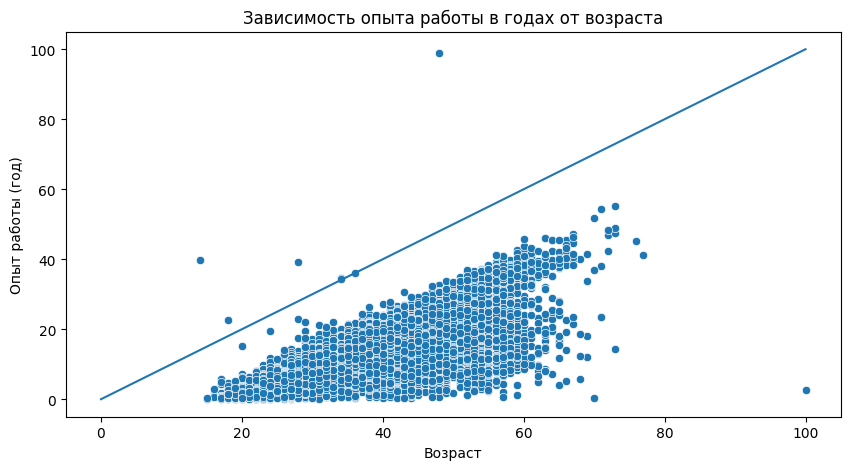 Зависимость опыта работы в годах от возраста
100
80
60
40
20
0
Опыт работы (год)
0 20 40 60 80 100
Возраст